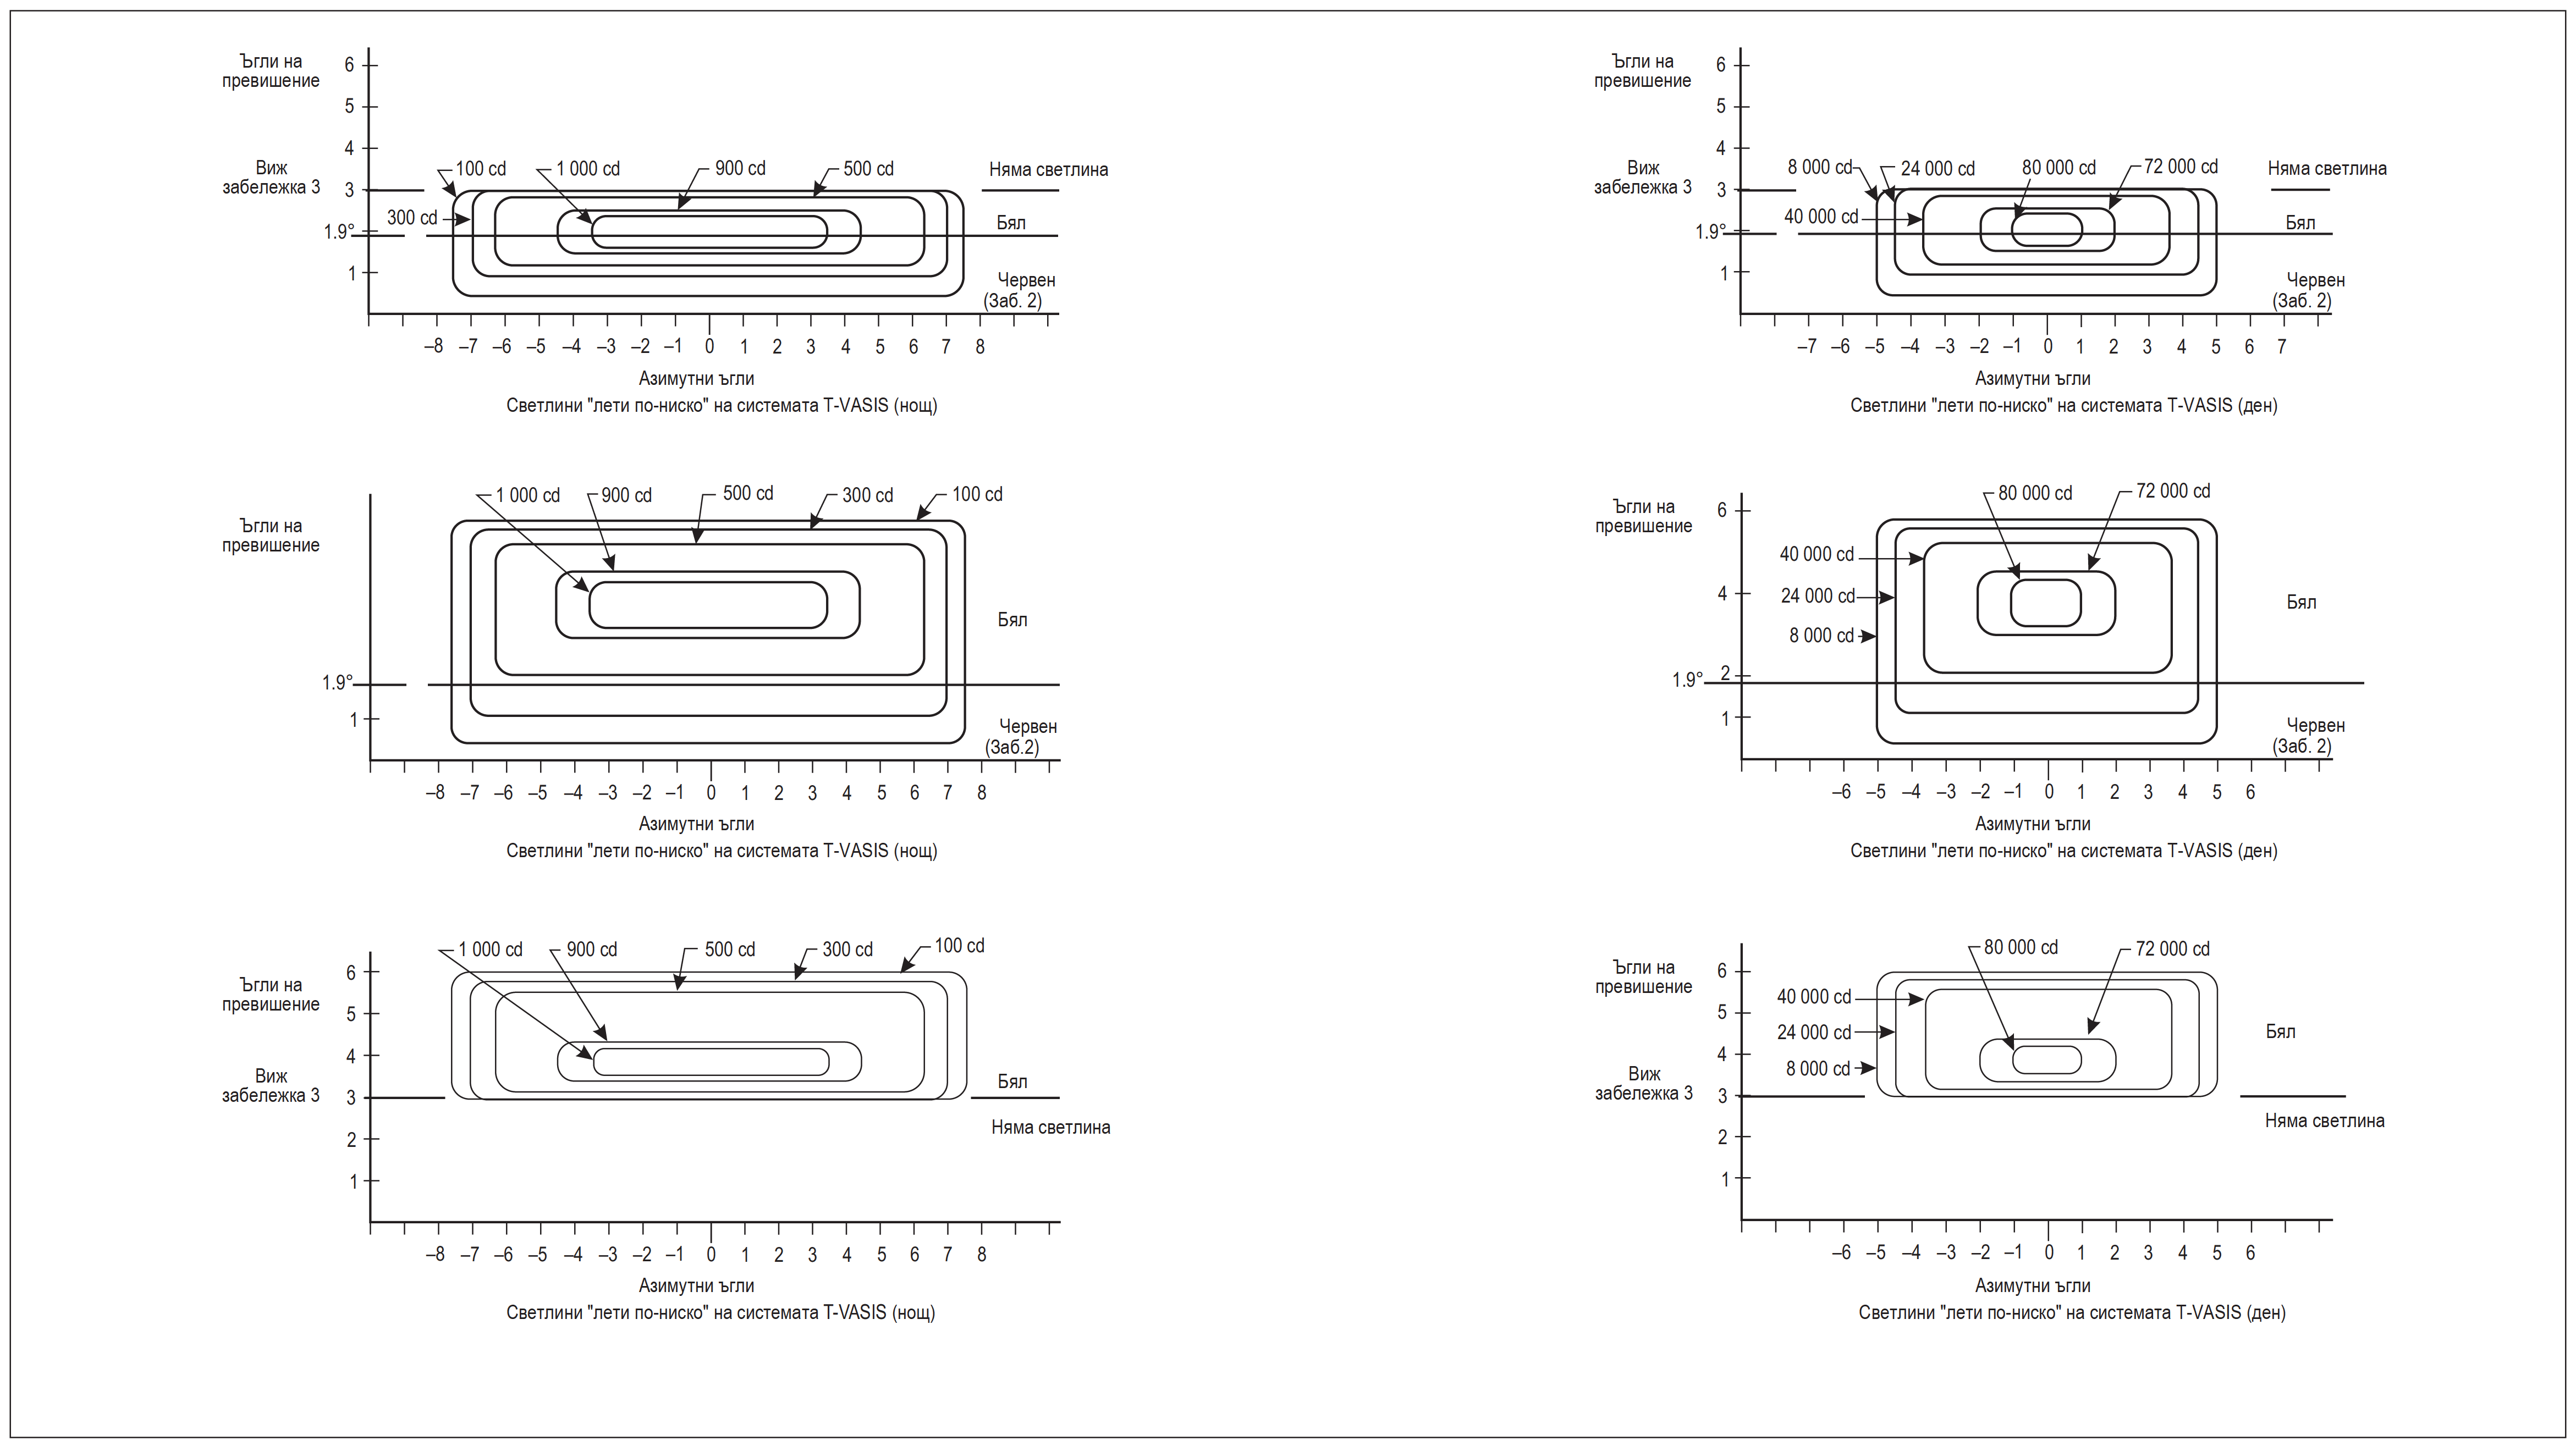 Ъгли на
превишение
6
5
4
Виж
забележка 3
3
1.9°
1
100 cd
1 000 cd
900 cd
500 cd
300 cd
Няма светлина
Бял
Червен
(Заб. 2)
–8 –7 –6 –5 –4 –3 –2 –1 0 1 2 3 4 5 6 7 8
Азимутни ъгли
Светлини "лети по-ниско" на системата T-VASIS (нощ)
Ъгли на
превишение
6
5
4
Виж
забележка 3
3
1.9°
1
8 000 cd
24 000 cd
80 000 cd
72 000 cd
40 000 cd
Няма светлина
Бял
Червен
(Заб. 2)
–7 –6 –5 –4 –3 –2 –1 0 1 2 3 4 5 6 7
Азимутни ъгли
Светлини "лети по-ниско" на системата T-VASIS (ден)
Ъгли на
превишение
1.9°
1
1 000 cd
900 cd
500 cd
300 cd
100 cd
Бял
Червен
(Заб.2)
–8 –7 –6 –5 –4 –3 –2 –1 0 1 2 3 4 5 6 7 8
Азимутни ъгли
Светлини "лети по-ниско" на системата T-VASIS (нощ)
Ъгли на
превишение
6
4
2
1.9°
1
80 000 cd
72 000 cd
40 000 cd
24 000 cd
8 000 cd
Бял
Червен
(Заб. 2)
–6 –5 –4 –3 –2 –1 0 1 2 3 4 5 6
Азимутни ъгли
Светлини "лети по-ниско" на системата T-VASIS (ден)
Ъгли на
превишение
6
5
4
Виж
забележка 3
3
2
1
1 000 cd
900 cd
500 cd
300 cd
100 cd
Бял
Няма светлина
–8 –7 –6 –5 –4 –3 –2 –1 0 1 2 3 4 5 6 7 8
Азимутни ъгли
Светлини "лети по-ниско" на системата T-VASIS (нощ)
Ъгли на
превишение
6
5
4
Виж
забележка 3
3
2
1
80 000 cd
72 000 cd
40 000 cd
24 000 cd
8 000 cd
Бял
Няма светлина
–6 –5 –4 –3 –2 –1 0 1 2 3 4 5 6
Азимутни ъгли
Светлини "лети по-ниско" на системата T-VASIS (ден)